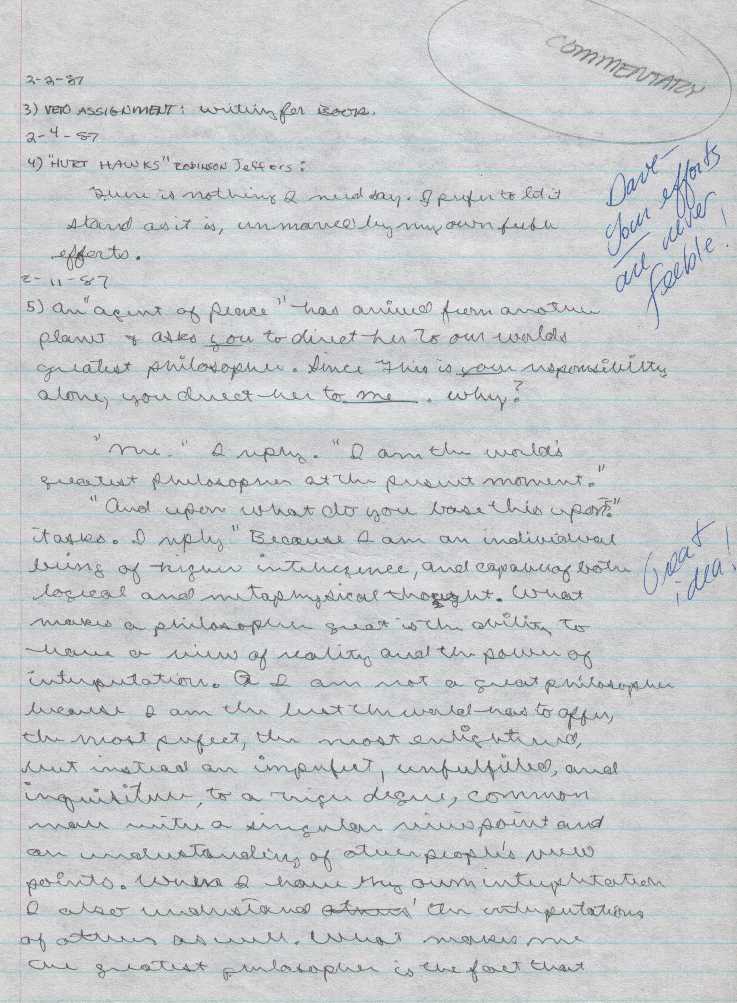 COMMENTARY
2-2-87
3) VETO ASSIGNMENT: writing for BOOK.
2-4-87
4) "HURT HAWKS" ROBINSON Jeffers:
There is nothing I need say. I prefer to let it
stand as it is, unmarred by my own feeble
efforts.
Dave-
Your efforts
are never
feeble!
2-11-87
5) An "agent of peace" has arrived from another
planet & asks you to direct her to our worlds
greatest philosopher. Since this is your responsibility
alone, you direct her to me. Why?
"Me." I reply. "I am the world's
greatest philosopher at the present moment."
"And upon what do you base this upon?"
it asks. I reply "Because I am an individual
being of higher intelligence, and capable of both
logical and metaphysical thought. What
Great
idea!
makes a philosopher great is the ability to
have a view of reality and the power of
interputation. I am not a great philosopher
because I am the best the world has to offer,
the most perfect, the most enlightened,
but instead an imperfect, unfulfilled, and
inquisitive, to a high degree, common
man with a singular viewpoint and
an understanding of other people's view
points. When I have my own interpretation
I also understand others' the interputations
of others as well. What makes me
the greatest philosopher is the fact that